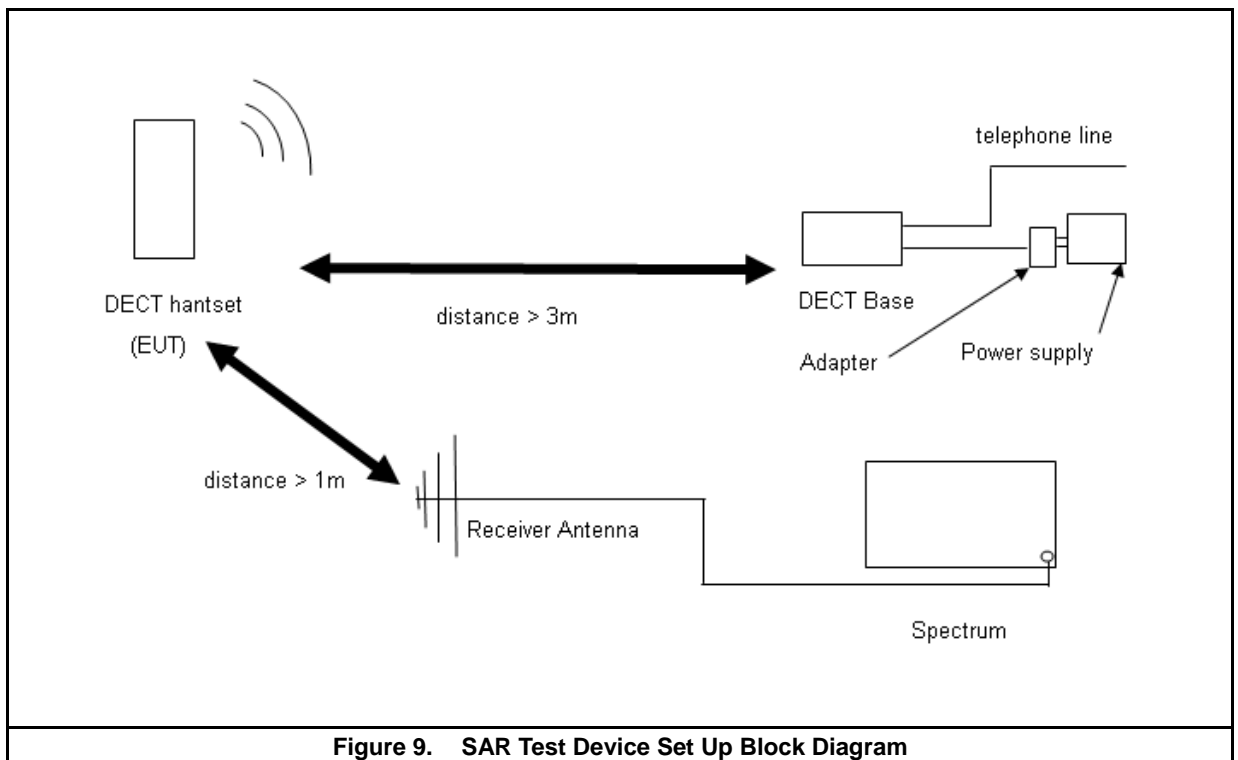 telephone line
DECT hantset
(EUT)
distance > 3m
DECT Base
Adapter
Power supply
distance > 1m
Receiver Antenna
Spectrum
Figure 9. SAR Test Device Set Up Block Diagram